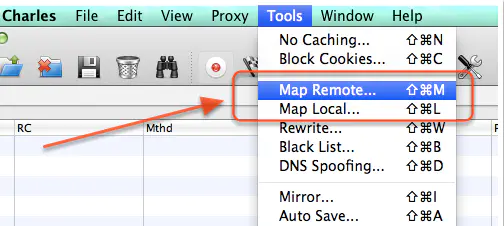 Charles File Edit View Proxy Tools Window Help
No Caching... ⇧⌘N
Block Cookies... ⇧⌘C
Map Remote... ⇧⌘M
Map Local... ⇧⌘L
RC Mthd
Rewrite... ⇧⌘W
Black List... ⇧⌘B
DNS Spoofing... ⇧⌘D
Mirror... ⇧⌘I
Auto Save... ⇧⌘A